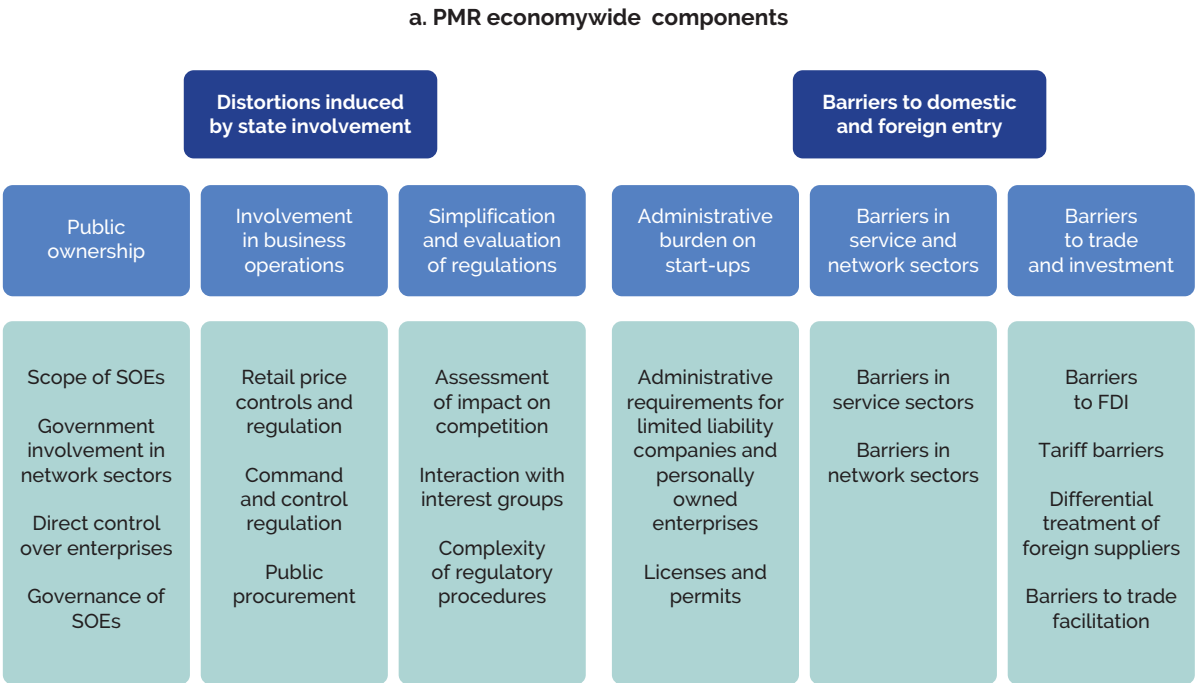 a. PMR economywide components
Distortions induced
by state involvement
Barriers to domestic
and foreign entry
Public
ownership
Involvement
in business
operations
Simplification
and evaluation
of regulations
Administrative
burden on
start-ups
Barriers in
service and
network sectors
Barriers
to trade
and investment
Scope of SOEs
Government
involvement in
network sectors
Direct control
over enterprises
Governance of
SOEs
Retail price
controls and
regulation
Command
and control
regulation
Public
procurement
Assessment
of impact on
competition
Interaction with
interest groups
Complexity
of regulatory
procedures
Administrative
requirements for
limited liability
companies and
personally
owned
enterprises
Licenses and
permits
Barriers in
service sectors
Barriers in
network sectors
Barriers
to FDI
Tariff barriers
Differential
treatment of
foreign suppliers
Barriers to trade
facilitation